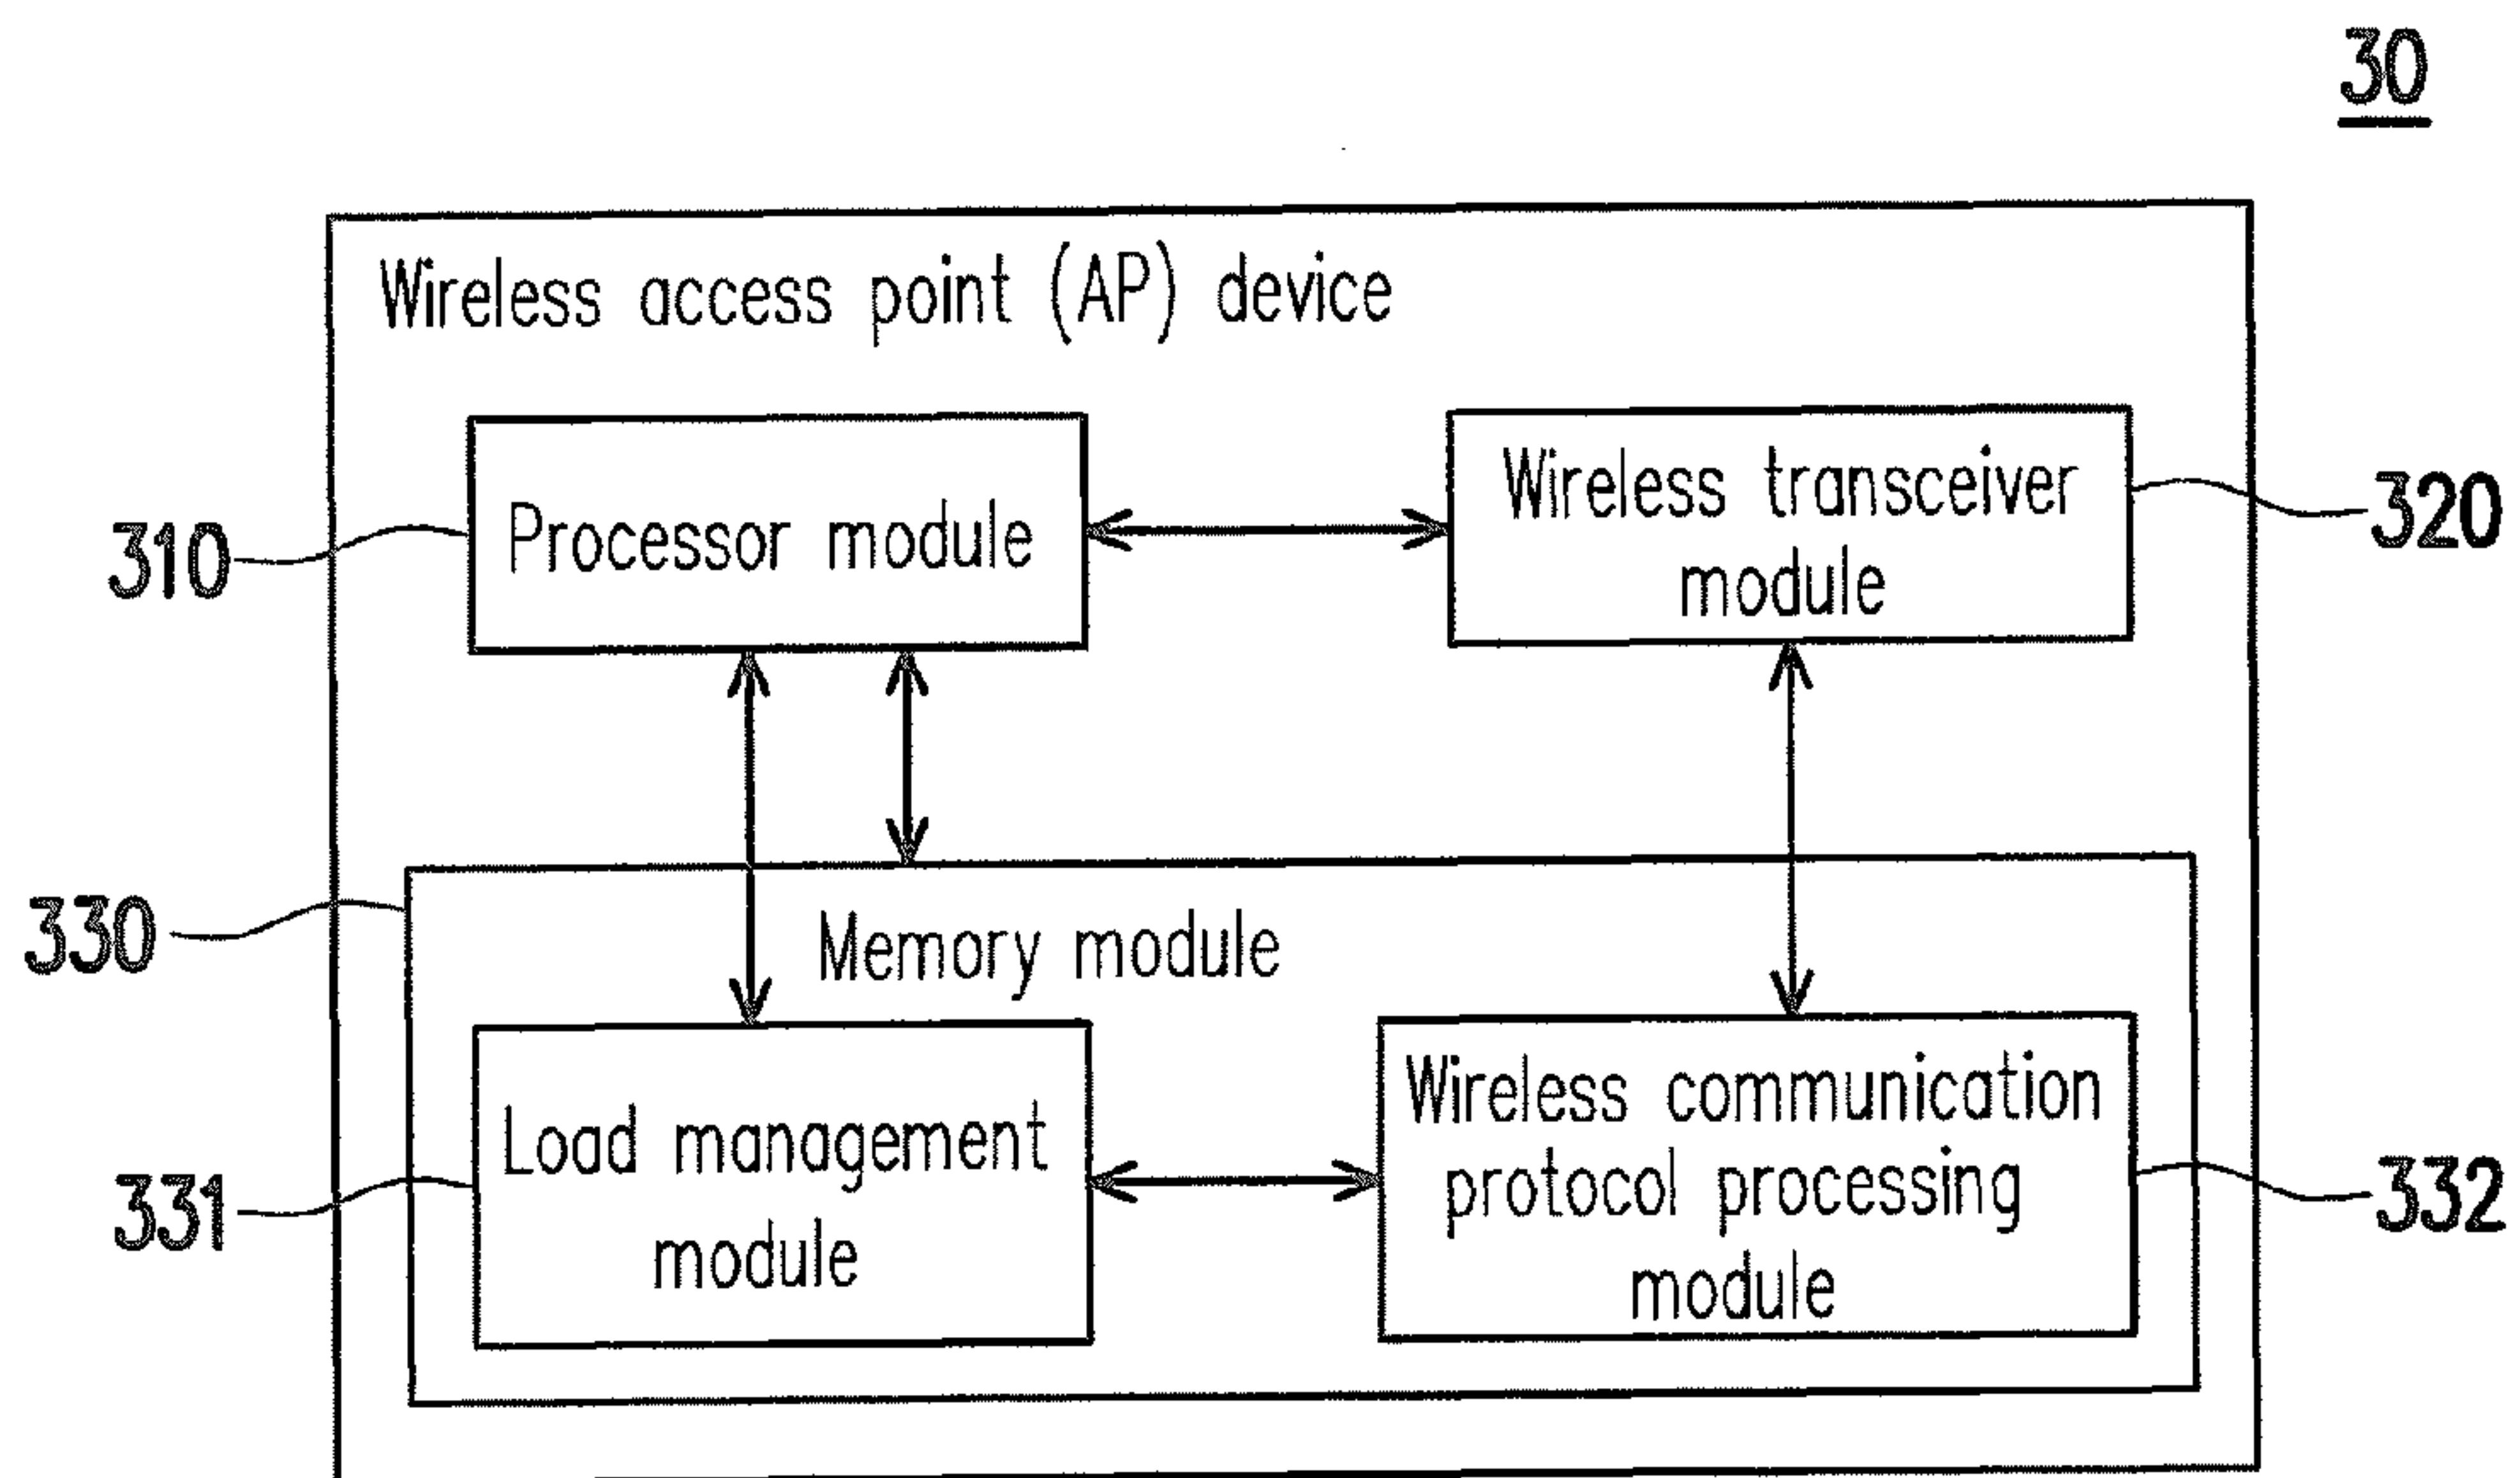 30
Wireless access point (AP) device
Processor module
Wireless transceiver
module
310
320
330
Memory module
Load management
module
Wireless communication
protocol processing
module
331
332